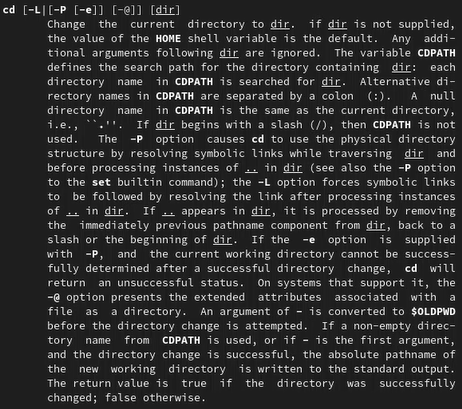 cd [-L|[-P [-e]] [-@]] [dir]
Change the current directory to dir. if dir is not supplied,
the value of the HOME shell variable is the default. Any addi-
tional arguments following dir are ignored. The variable CDPATH
defines the search path for the directory containing dir: each
directory name in CDPATH is searched for dir. Alternative di-
rectory names in CDPATH are separated by a colon (:). A null
directory name in CDPATH is the same as the current directory,
i.e., ``.''. If dir begins with a slash (/), then CDPATH is not
used. The -P option causes cd to use the physical directory
structure by resolving symbolic links while traversing dir and
before processing instances of .. in dir (see also the -P option
to the set builtin command); the -L option forces symbolic links
to be followed by resolving the link after processing instances
of .. in dir. If .. appears in dir, it is processed by removing
the immediately previous pathname component from dir, back to a
slash or the beginning of dir. If the -e option is supplied
with -P, and the current working directory cannot be success-
fully determined after a successful directory change, cd will
return an unsuccessful status. On systems that support it, the
-@ option presents the extended attributes associated with a
file as a directory. An argument of - is converted to $OLDPWD
before the directory change is attempted. If a non-empty direc-
tory name from CDPATH is used, or if - is the first argument,
and the directory change is successful, the absolute pathname of
the new working directory is written to the standard output.
The return value is true if the directory was successfully
changed; false otherwise.